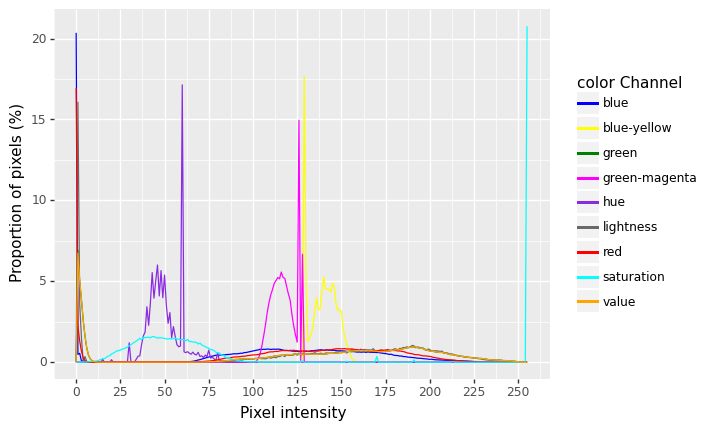 Proportion of pixels (%)
20
15
10
5
0
0 25 50 75 100 125 150 175 200 225 250
Pixel intensity
color Channel
blue
blue-yellow
green
green-magenta
hue
lightness
red
saturation
value